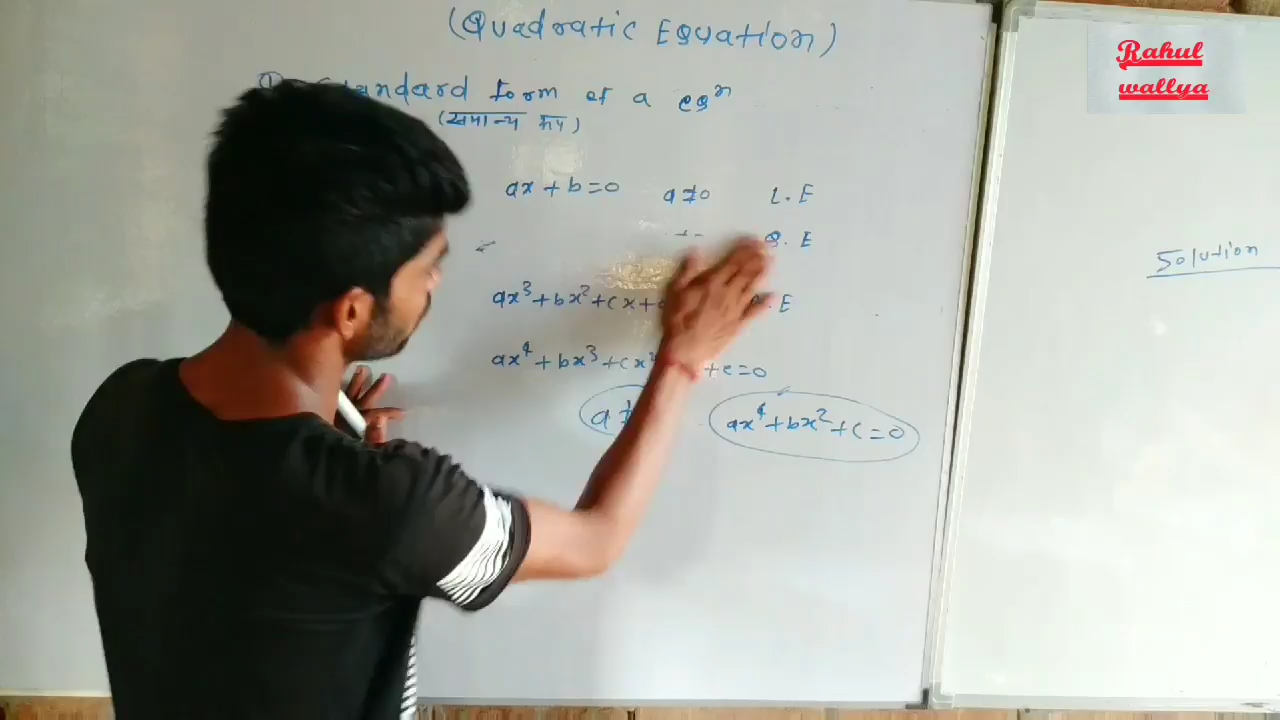 (Quadratic Equation)
Standard form of a eqⁿ
(सामान्य रूप)
ax + b = 0 a ≠ 0 L. E
Q. E
ax³ + bx² + cx + . E
ax⁴ + bx³ + cx² + e = 0
a ≠
ax⁴ + bx² + c = 0
Solution
Rahul
wallya